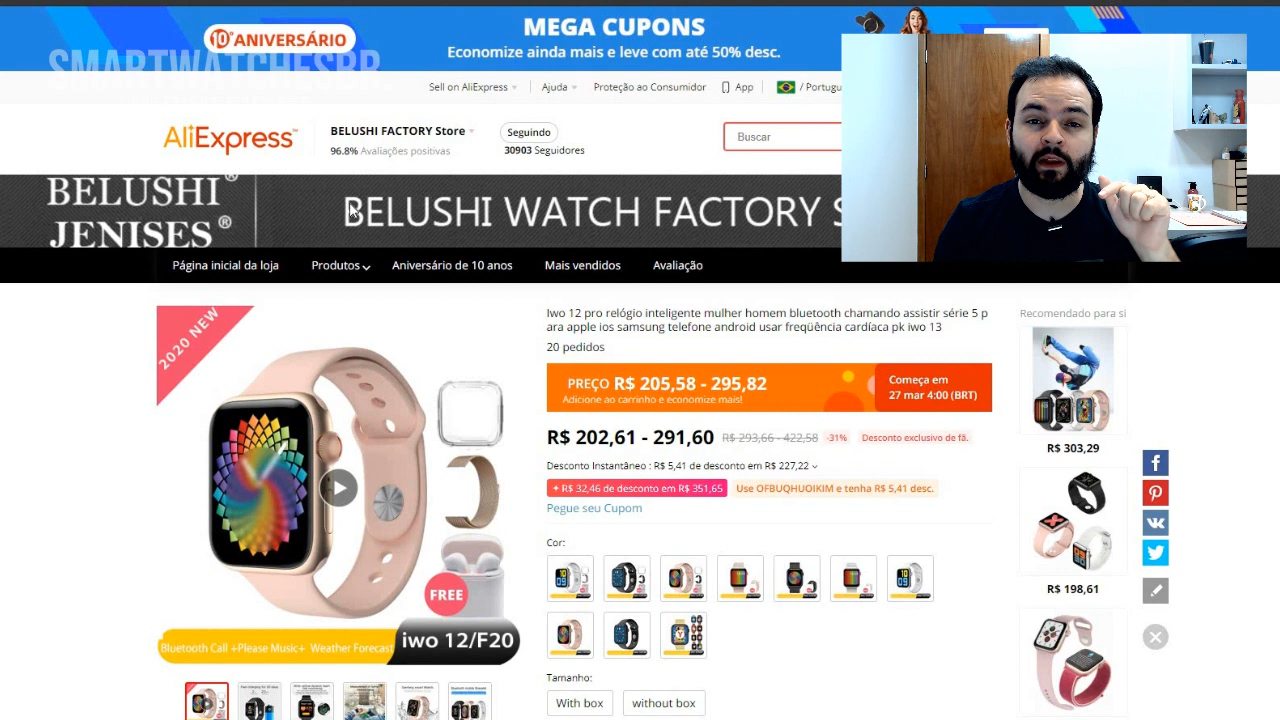 10º ANIVERSÁRIO
MEGA CUPONS
Economize ainda mais e leve com até 50% desc.
SMARTWATCHESBR
Sell on AliExpress
Ajuda
Proteção ao Consumidor
App
/ Portugu
AliExpress™
BELUSHI FACTORY Store
96.8% Avaliações positivas
Seguindo
30903 Seguidores
Buscar
BELUSHI®
JENISES®
BELUSHI WATCH FACTORY S
Página inicial da loja
Produtos
Aniversário de 10 anos
Mais vendidos
Avaliação
2020 NEW
FREE
Bluetooth Call +Please Music+ Weather Forecast
iwo 12/F20
Iwo 12 pro relógio inteligente mulher homem bluetooth chamando assistir série 5 p
ara apple ios samsung telefone android usar freqüência cardíaca pk iwo 13
20 pedidos
PREÇO R$ 205,58 - 295,82
Adicione ao carrinho e economize mais!
Começa em
27 mar 4:00 (BRT)
R$ 202,61 - 291,60
R$ 293,66 - 422,58
-31%
Desconto exclusivo de fã.
Desconto Instantâneo : R$ 5,41 de desconto em R$ 227,22
R$ 32,46 de desconto em R$ 351,65
Use OFBUQHUOIKIM e tenha R$ 5,41 desc.
Pegue seu Cupom
Cor:
Tamanho:
With box
without box
Recomendado para si
R$ 303,29
R$ 198,61